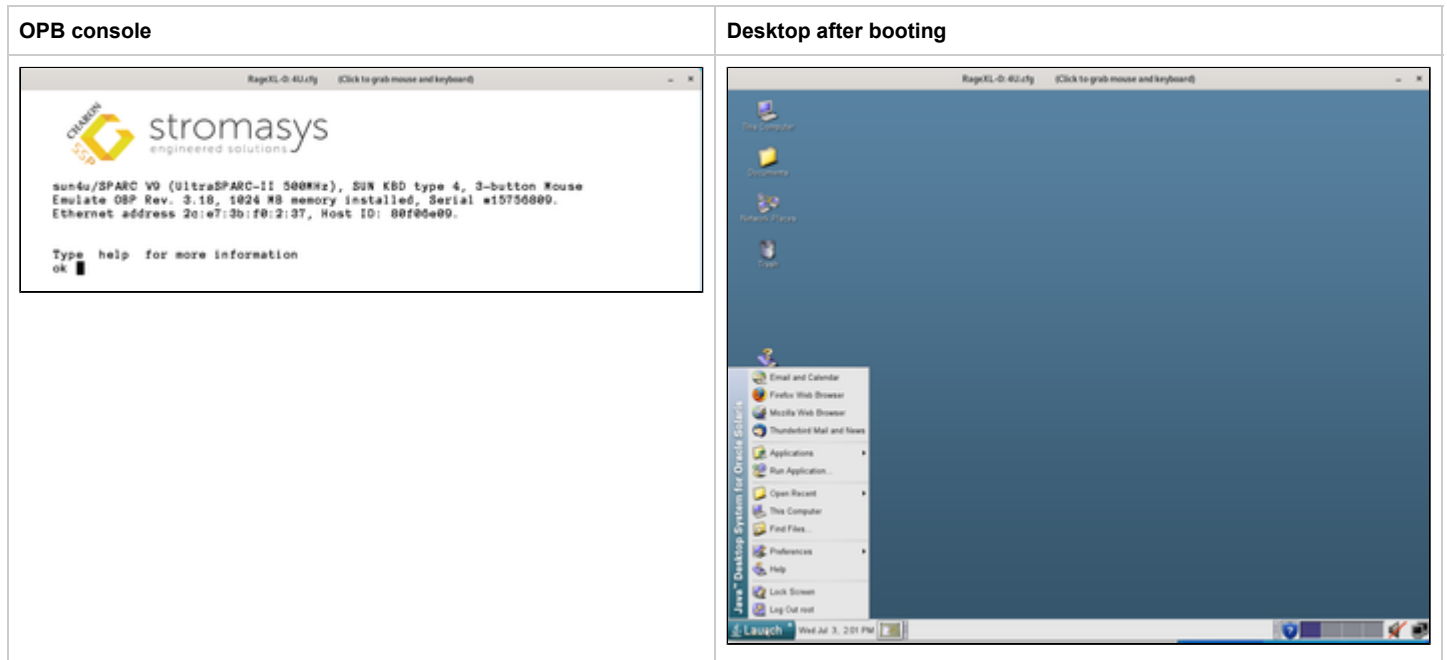 OPB console
Desktop after booting
RageXL-0: 4U.cfg (Click to grab mouse and keyboard)
CHARON
SSP
stromasys
engineered solutions
sun4u/SPARC V9 (UltraSPARC-II 500MHz), SUN KBD type 4, 3-button Mouse
Emulate OBP Rev. 3.18, 1024 MB memory installed, Serial #15756809.
Ethernet address 2c:e7:3b:f0:2:37, Host ID: 80f06e09.
Type help for more information
ok
RageXL-0: 4U.cfg (Click to grab mouse and keyboard)
This Computer
Documents
Network Places
Trash
Java™ Desktop System for Oracle Solaris
Email and Calendar
Firefox Web Browser
Mozilla Web Browser
Thunderbird Mail and News
Applications
Run Application...
Open Recent
This Computer
Find Files...
Preferences
Help
Lock Screen
Log Out root
Launch
Wed Jul 3, 2:01 PM